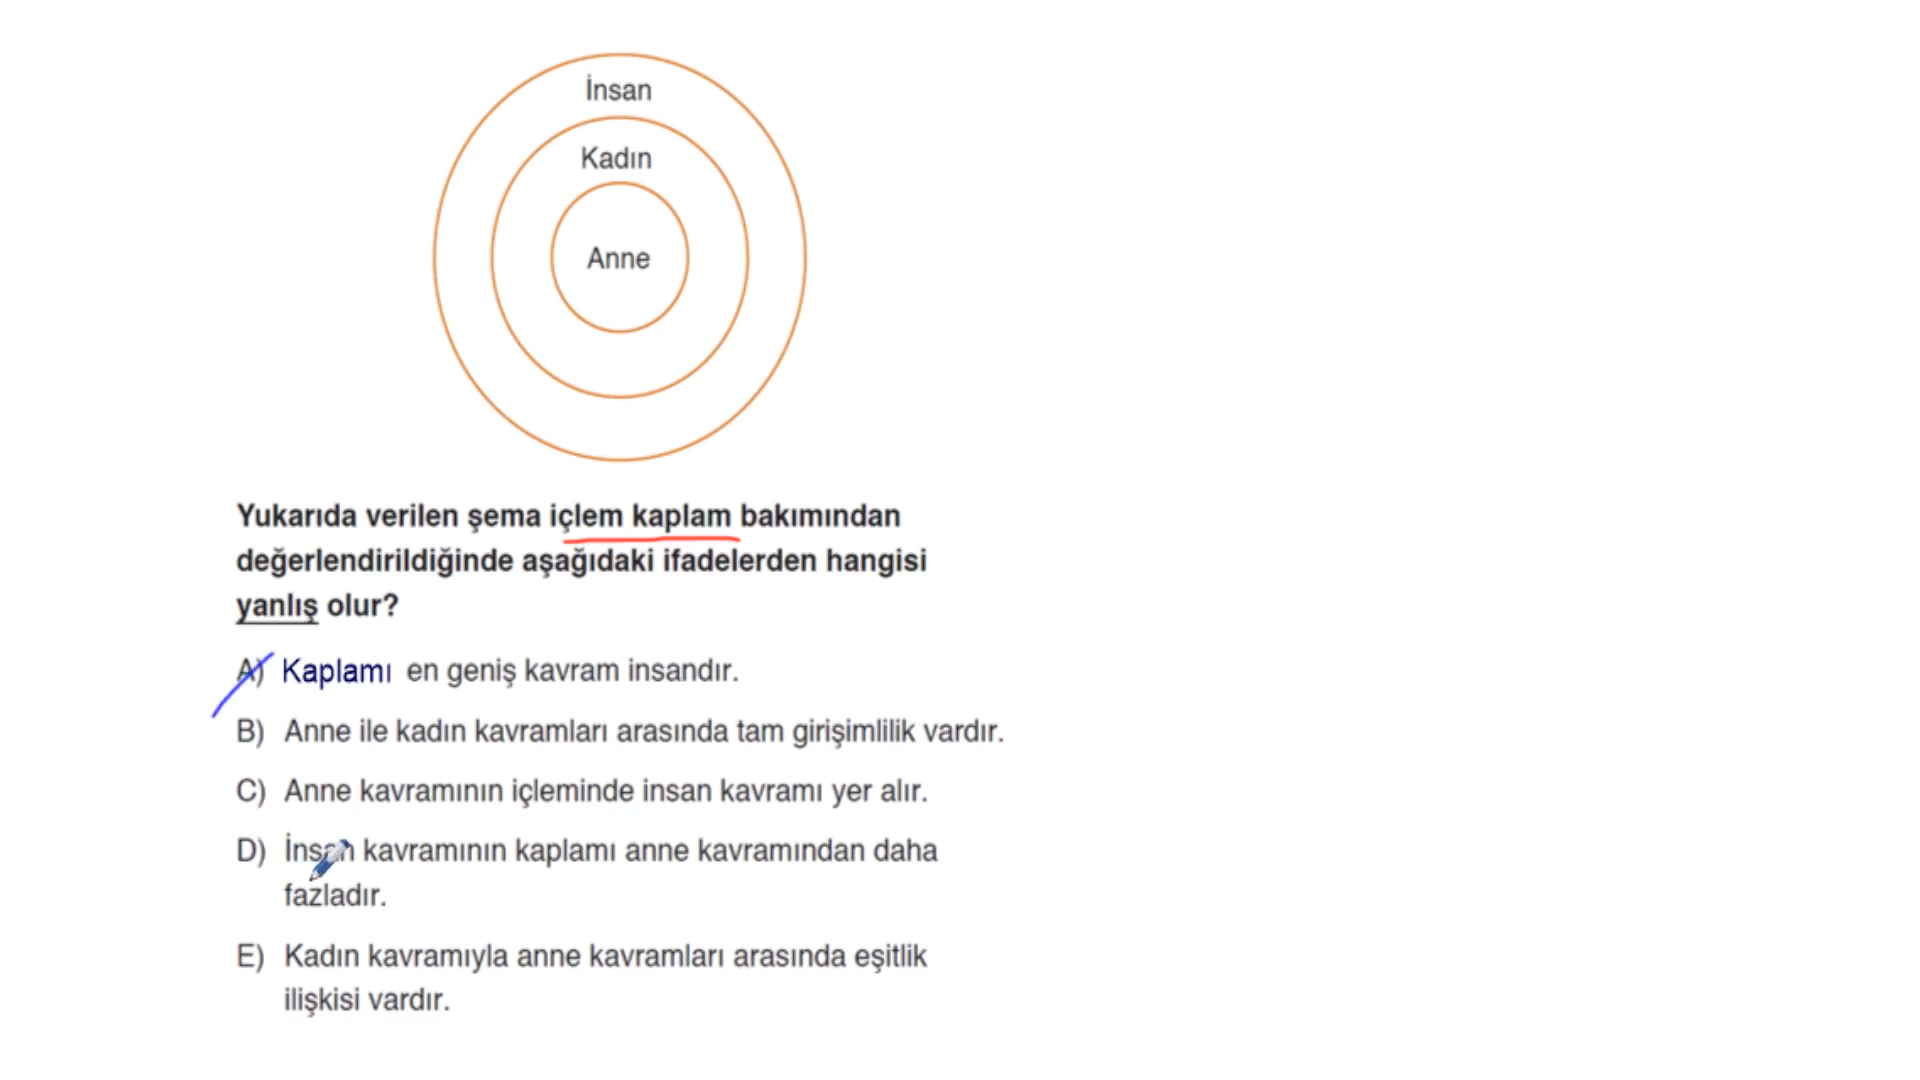 İnsan
Kadın
Anne
Yukarıda verilen şema içlem kaplam bakımından
değerlendirildiğinde aşağıdaki ifadelerden hangisi
yanlış olur?
A) Kaplamı en geniş kavram insandır.
B) Anne ile kadın kavramları arasında tam girişimlilik vardır.
C) Anne kavramının içleminde insan kavramı yer alır.
D) İnsan kavramının kaplamı anne kavramından daha
fazladır.
E) Kadın kavramıyla anne kavramları arasında eşitlik
ilişkisi vardır.